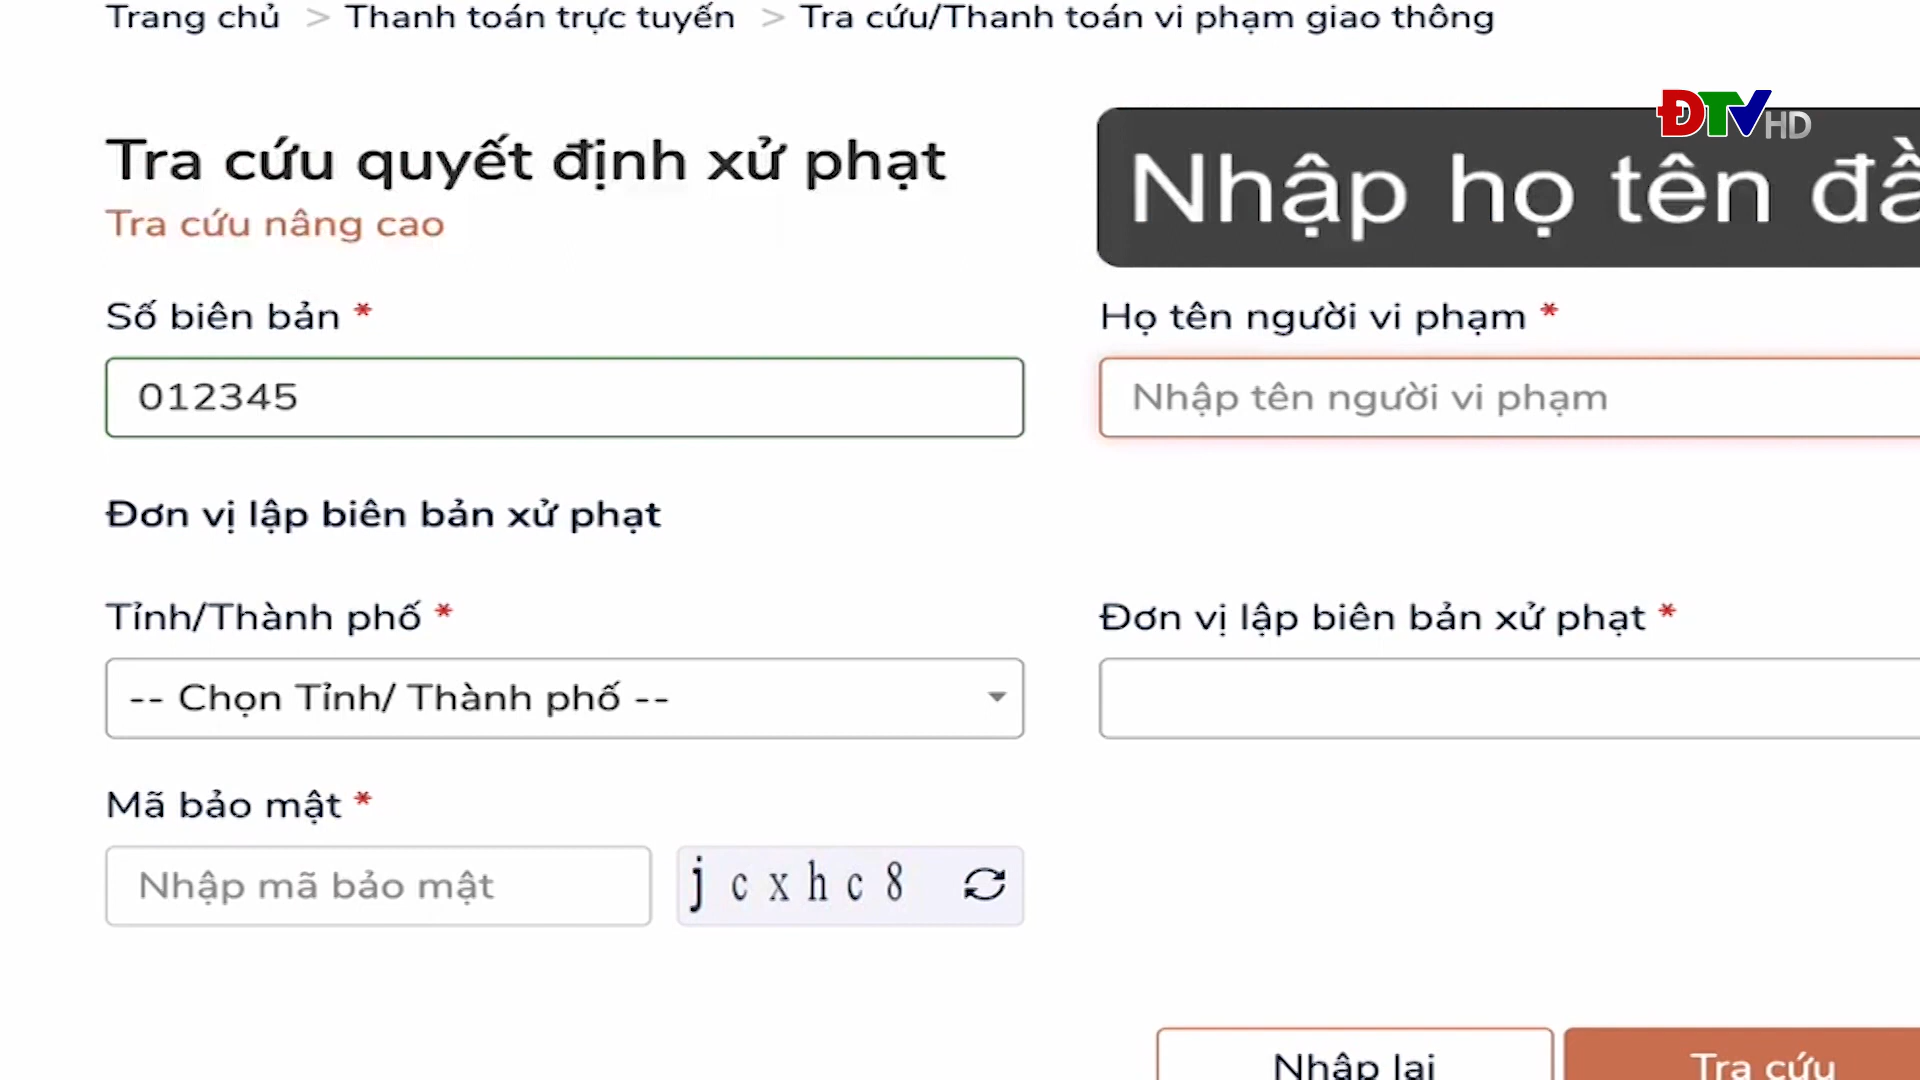 Trang chủ > Thanh toán trực tuyến > Tra cứu/Thanh toán vi phạm giao thông
ĐTV HD
Tra cứu quyết định xử phạt
Nhập họ tên đầ
Tra cứu nâng cao
Số biên bản *
Họ tên người vi phạm *
012345
Nhập tên người vi phạm
Đơn vị lập biên bản xử phạt
Tỉnh/Thành phố *
Đơn vị lập biên bản xử phạt *
-- Chọn Tỉnh/ Thành phố --
Mã bảo mật *
Nhập mã bảo mật
jcxhc8
Nhập lại
Tra cứu